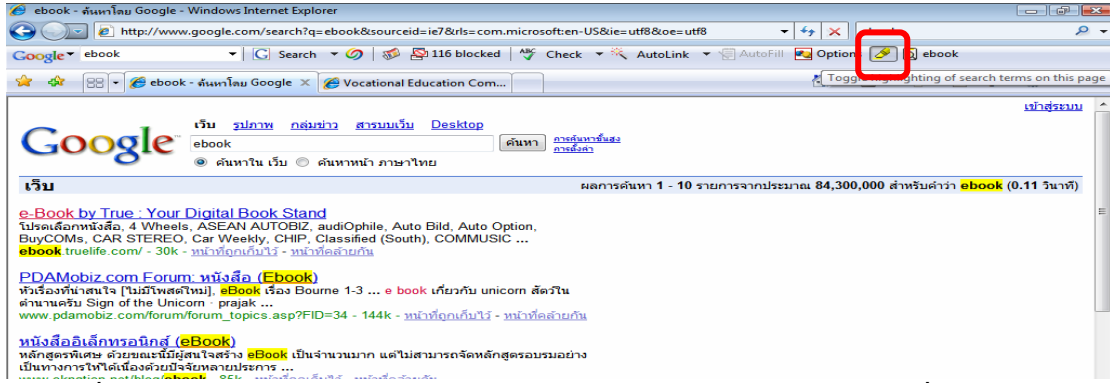 ebook - ค้นหาโดย Google - Windows Internet Explorer
http://www.google.com/search?q=ebook&sourceid=ie7&rls=com.microsoft:en-US&ie=utf8&oe=utf8
Google ebook G Search 116 blocked Check AutoLink AutoFill Option ebook
ebook - ค้นหาโดย Google Vocational Education Com... Toggle highlighting of search terms on this page
เข้าสู่ระบบ
Google เว็บ รูปภาพ กลุ่มข่าว สารบบเว็บ Desktop
ebook ค้นหา การค้นหาขั้นสูง
การตั้งค่า
ค้นหาใน เว็บ ค้นหาหน้า ภาษาไทย
เว็บ ผลการค้นหา 1 - 10 รายการจากประมาณ 84,300,000 สำหรับคำว่า ebook (0.11 วินาที)
e-Book by True : Your Digital Book Stand
โปรดเลือกหนังสือ, 4 Wheels, ASEAN AUTOBIZ, audiOphile, Auto Bild, Auto Option,
BuyCOMs, CAR STEREO, Car Weekly, CHIP, Classified (South), COMMUSIC ...
ebook.truelife.com/ - 30k - หน้าที่ถูกเก็บไว้ - หน้าที่คล้ายกัน
PDAMobiz.com Forum: หนังสือ (Ebook)
หัวเรื่องที่น่าสนใจ [ไม่มีโพสต์ใหม่], eBook เรื่อง Bourne 1-3 ... e book เกี่ยวกับ unicorn สัตว์ใน
ตำนานครับ Sign of the Unicorn · prajak ...
www.pdamobiz.com/forum/forum_topics.asp?FID=34 - 144k - หน้าที่ถูกเก็บไว้ - หน้าที่คล้ายกัน
หนังสืออิเล็กทรอนิกส์ (eBook)
หลักสูตรพิเศษ ด้วยขณะนี้มีผู้สนใจสร้าง eBook เป็นจำนวนมาก แต่ไม่สามารถจัดหลักสูตรอบรมอย่าง
เป็นทางการให้ได้เนื่องด้วยปัจจัยหลายประการ ...